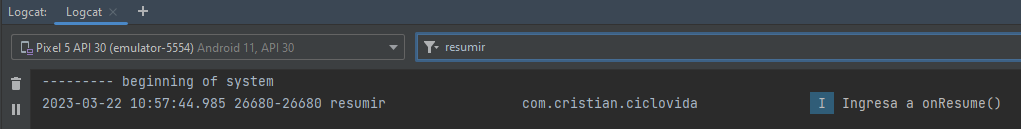 Logcat: Logcat
Pixel 5 API 30 (emulator-5554) Android 11, API 30 resumir
--------- beginning of system
2023-03-22 10:57:44.985 26680-26680 resumir com.cristian.ciclovida I Ingresa a onResume()